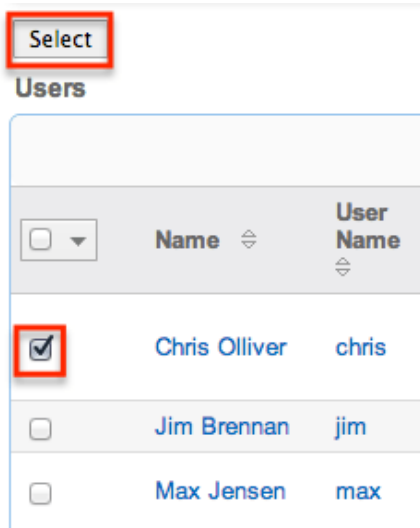 Select
Users
Name
User
Name
Chris Olliver
chris
Jim Brennan
jim
Max Jensen
max